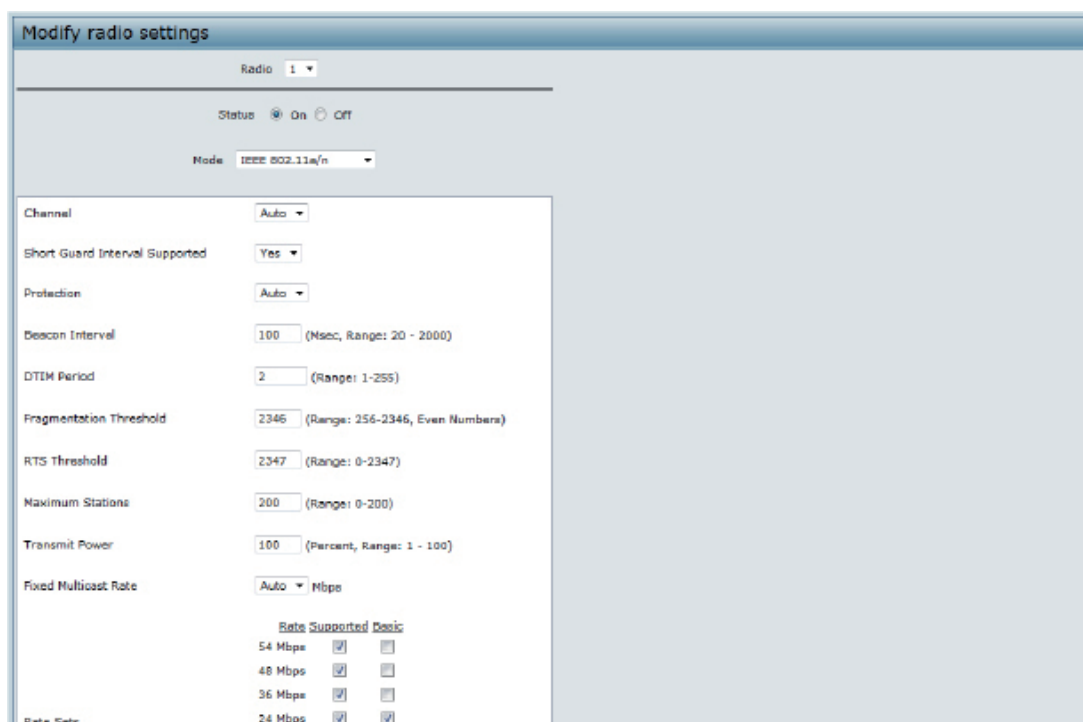 Modify radio settings
Radio 1
Status On Off
Mode IEEE 802.11a/n
Channel Auto
Short Guard Interval Supported Yes
Protection Auto
Beacon Interval 100 (Msec, Range: 20 - 2000)
DTIM Period 2 (Range: 1-255)
Fragmentation Threshold 2346 (Range: 256-2346, Even Numbers)
RTS Threshold 2347 (Range: 0-2347)
Maximum Stations 200 (Range: 0-200)
Transmit Power 100 (Percent, Range: 1 - 100)
Fixed Multicast Rate Auto Mbps
Rate Supported Basic
54 Mbps
48 Mbps
36 Mbps
Rate Sets 24 Mbps